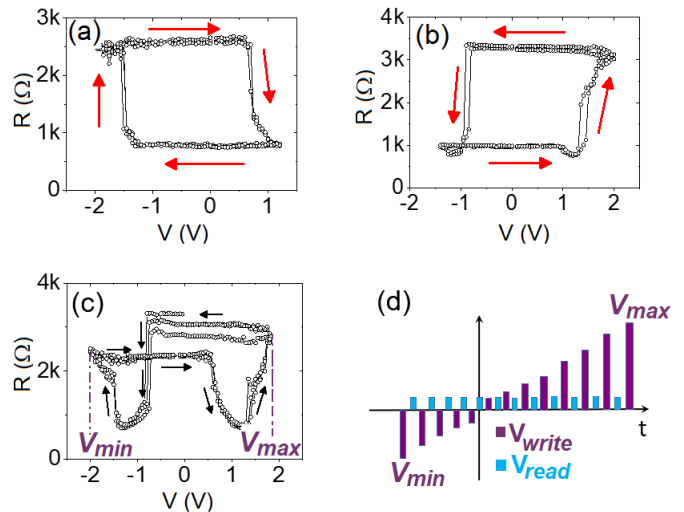 (a)
3k
2k
1k
0
R (Ω)
-2 -1 0 1
V (V)
(b)
4k
3k
2k
1k
0
R (Ω)
-2 -1 0 1 2
V (V)
(c)
4k
2k
0
R (Ω)
Vmin
Vmax
-2 -1 0 1 2
V (V)
(d)
Vmax
t
Vmin
Vwrite
Vread